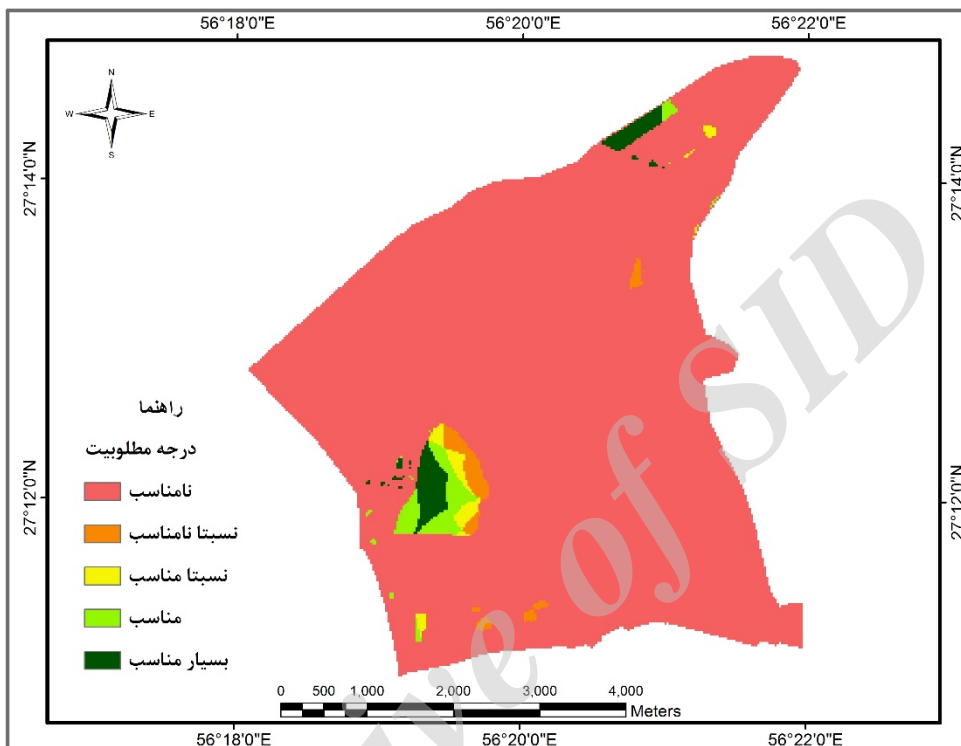 56°18'0"E 56°20'0"E 56°22'0"E
N
W E
S
27°14'0"N 27°14'0"N
راهنما
درجه مطلوبیت
نامناسب
نسبتا نامناسب
نسبتا مناسب
مناسب
بسیار مناسب
27°12'0"N 27°12'0"N
0 500 1,000 2,000 3,000 4,000
Meters
56°18'0"E 56°20'0"E 56°22'0"E
ive of SID